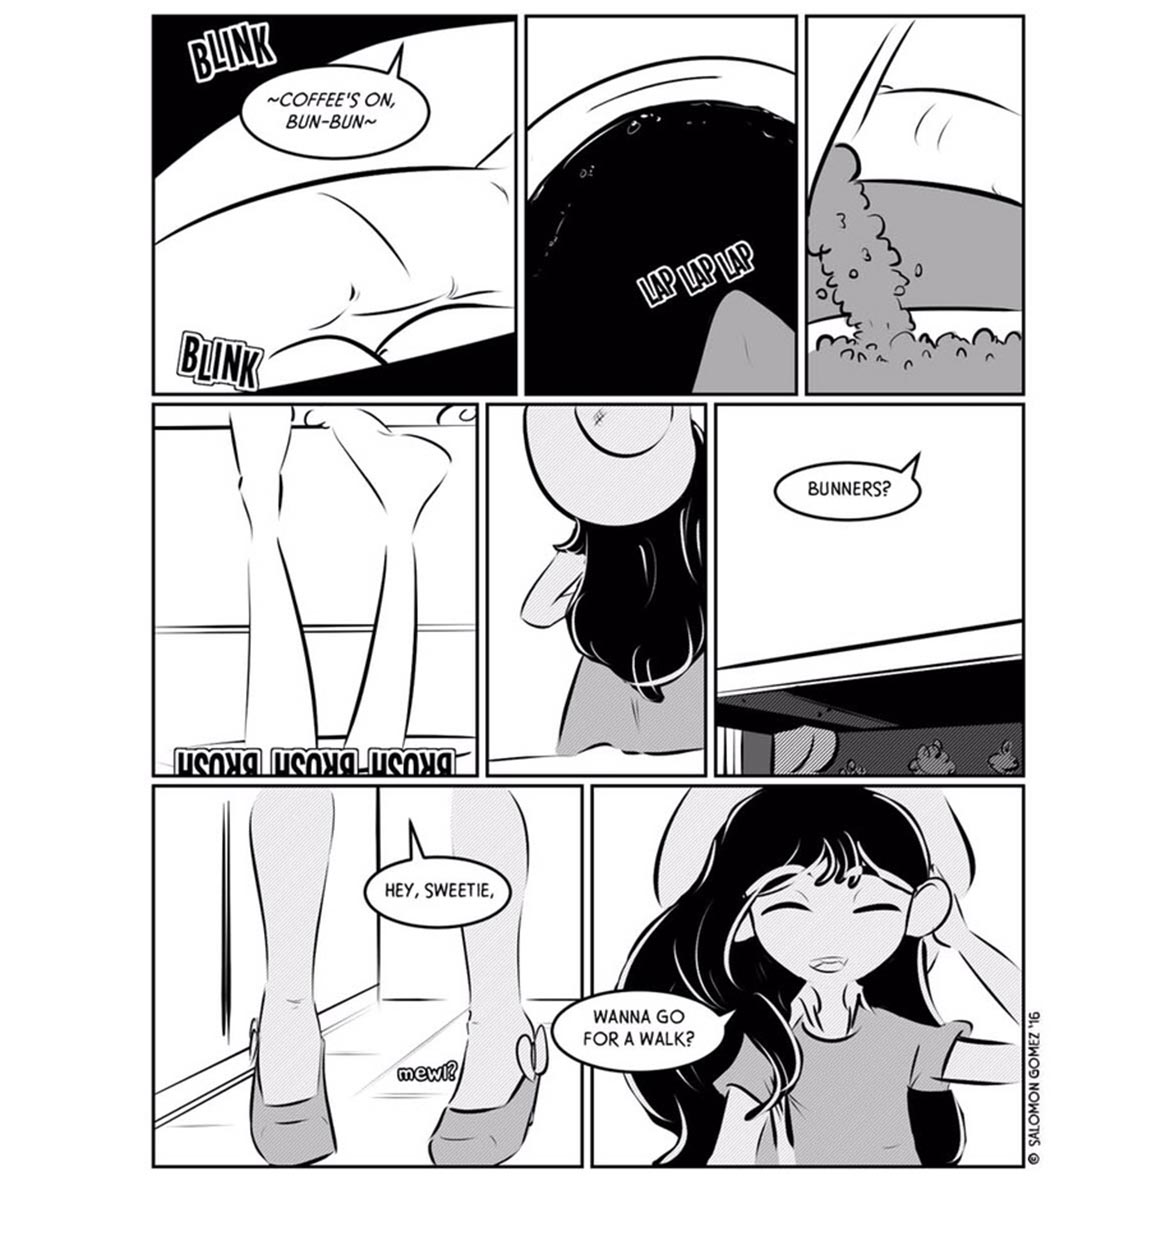 BLINK
~COFFEE'S ON,
BUN-BUN~
BLINK
LAP LAP LAP
BRUSH BRUSH-BRUSH
BUNNERS?
HEY, SWEETIE,
mew!?
WANNA GO
FOR A WALK?
© SALOMON GOMEZ '16